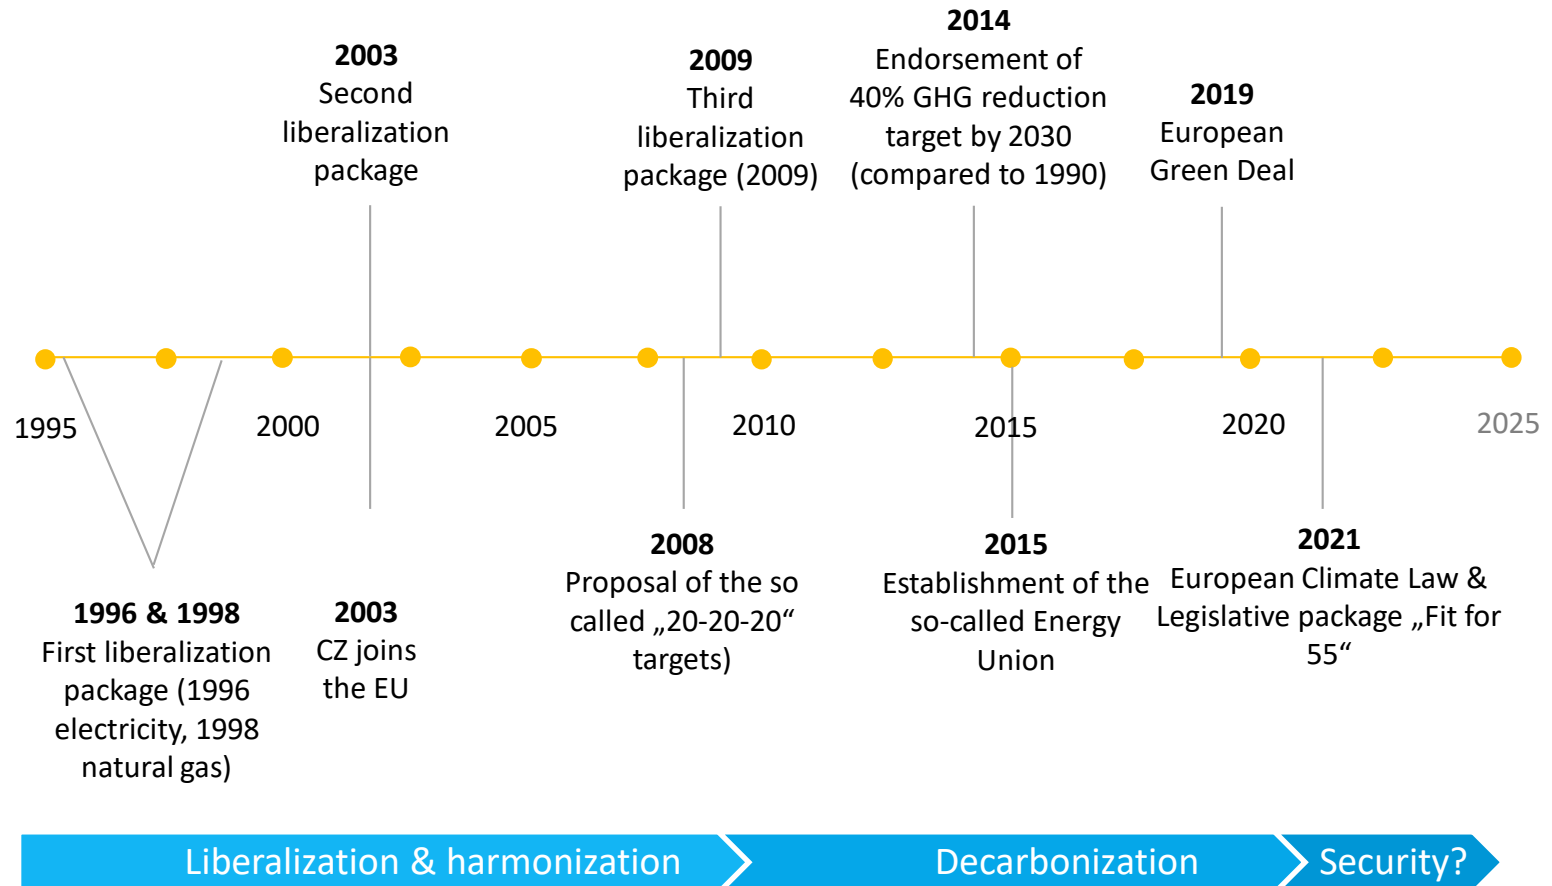 2003
Second
liberalization
package
2009
Third
liberalization
package (2009)
2014
Endorsement of
40% GHG reduction
target by 2030
(compared to 1990)
2019
European
Green Deal
1995
2000
2005
2010
2015
2020
2025
1996 & 1998
First liberalization
package (1996
electricity, 1998
natural gas)
2003
CZ joins
the EU
2008
Proposal of the so
called „20-20-20“
targets)
2015
Establishment of the
so-called Energy
Union
2021
European Climate Law &
Legislative package „Fit for
55“
Liberalization & harmonization
Decarbonization
Security?